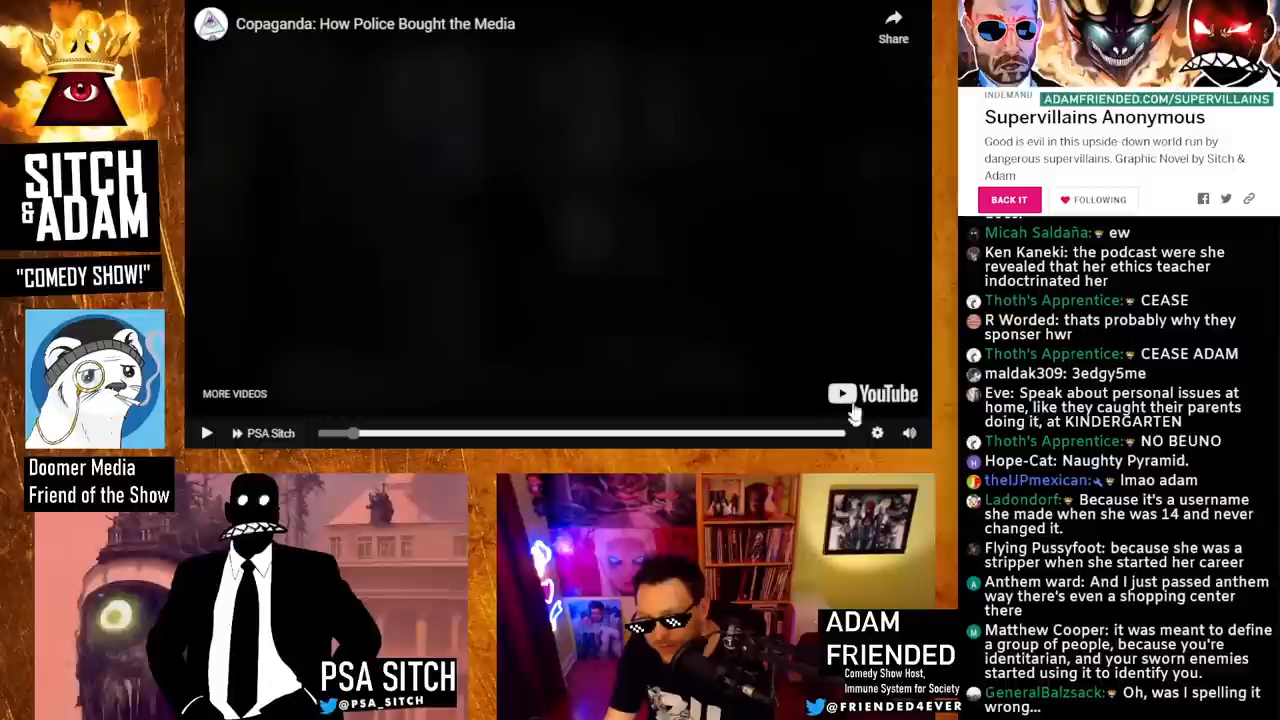 Copaganda: How Police Bought the Media
Share
MORE VIDEOS
YouTube
PSA Sitch
SITCH
& ADAM
"COMEDY SHOW!"
Doomer Media
Friend of the Show
PSA SITCH
@PSA_SITCH
ADAM
FRIENDED
Comedy Show Host,
Immune System for Society
@FRIENDED4EVER
INDEMAND
ADAMFRIENDED.COM/SUPERVILLAINS
Supervillains Anonymous
Good is evil in this upside-down world run by
dangerous supervillains. Graphic Novel by Sitch &
Adam
BACK IT
FOLLOWING
Micah Saldaña: ew
Ken Kaneki: the podcast were she
revealed that her ethics teacher
indoctrinated her
Thoth's Apprentice: CEASE
R Worded: thats probably why they
sponser hwr
Thoth's Apprentice: CEASE ADAM
maldak309: 3edgy5me
Eve: Speak about personal issues at
home, like they caught their parents
doing it, at KINDERGARTEN
Thoth's Apprentice: NO BEUNO
Hope-Cat: Naughty Pyramid.
theIJPmexican: lmao adam
Ladondorf: Because it's a username
she made when she was 14 and never
changed it.
Flying Pussyfoot: because she was a
stripper when she started her career
Anthem ward: And I just passed anthem
way there's even a shopping center
there
Matthew Cooper: it was meant to define
a group of people, because you're
identitarian, and your sworn enemies
started using it to identify you.
GeneralBalzsack: Oh, was I spelling it
wrong...